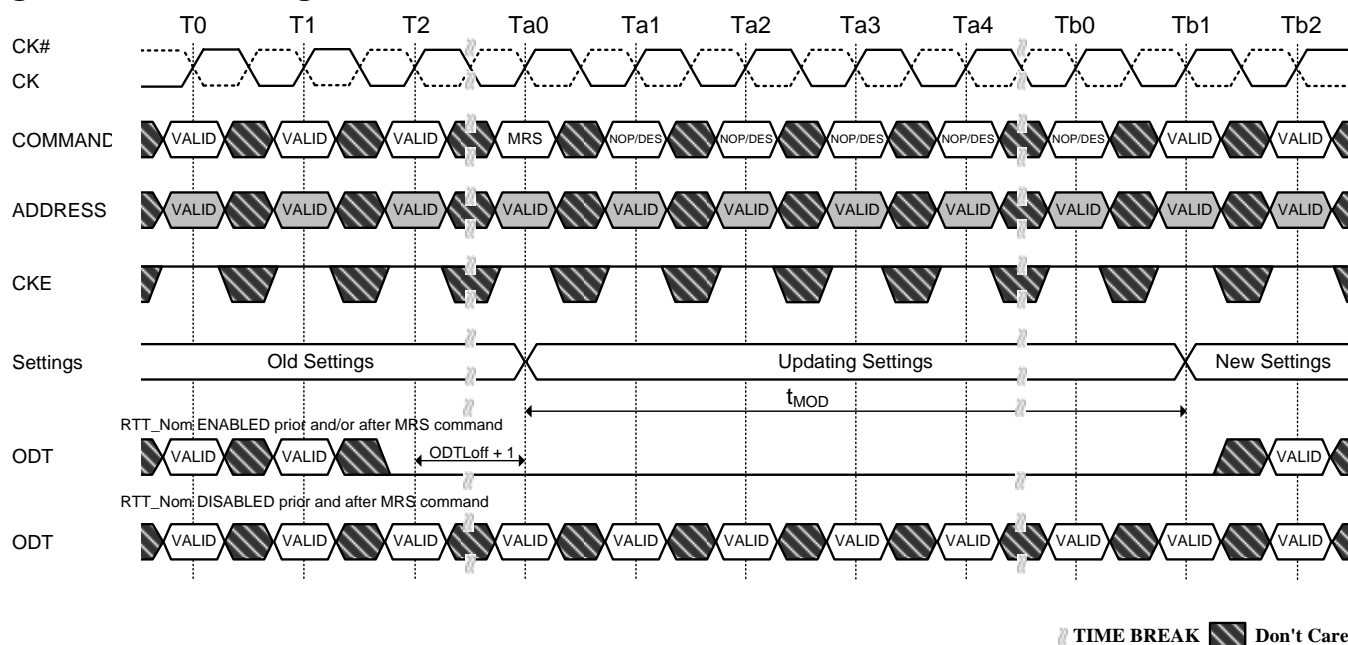 T0 T1 T2 Ta0 Ta1 Ta2 Ta3 Ta4 Tb0 Tb1 Tb2
CK#
CK
COMMAND VALID VALID VALID MRS NOP/DES NOP/DES NOP/DES NOP/DES NOP/DES VALID VALID
ADDRESS VALID VALID VALID VALID VALID VALID VALID VALID VALID VALID VALID
CKE
Settings Old Settings Updating Settings New Settings
tMOD
RTT_Nom ENABLED prior and/or after MRS command
ODT VALID VALID ODTLoff + 1 VALID
RTT_Nom DISABLED prior and after MRS command
ODT VALID VALID VALID VALID VALID VALID VALID VALID VALID VALID VALID
TIME BREAK Don't Care